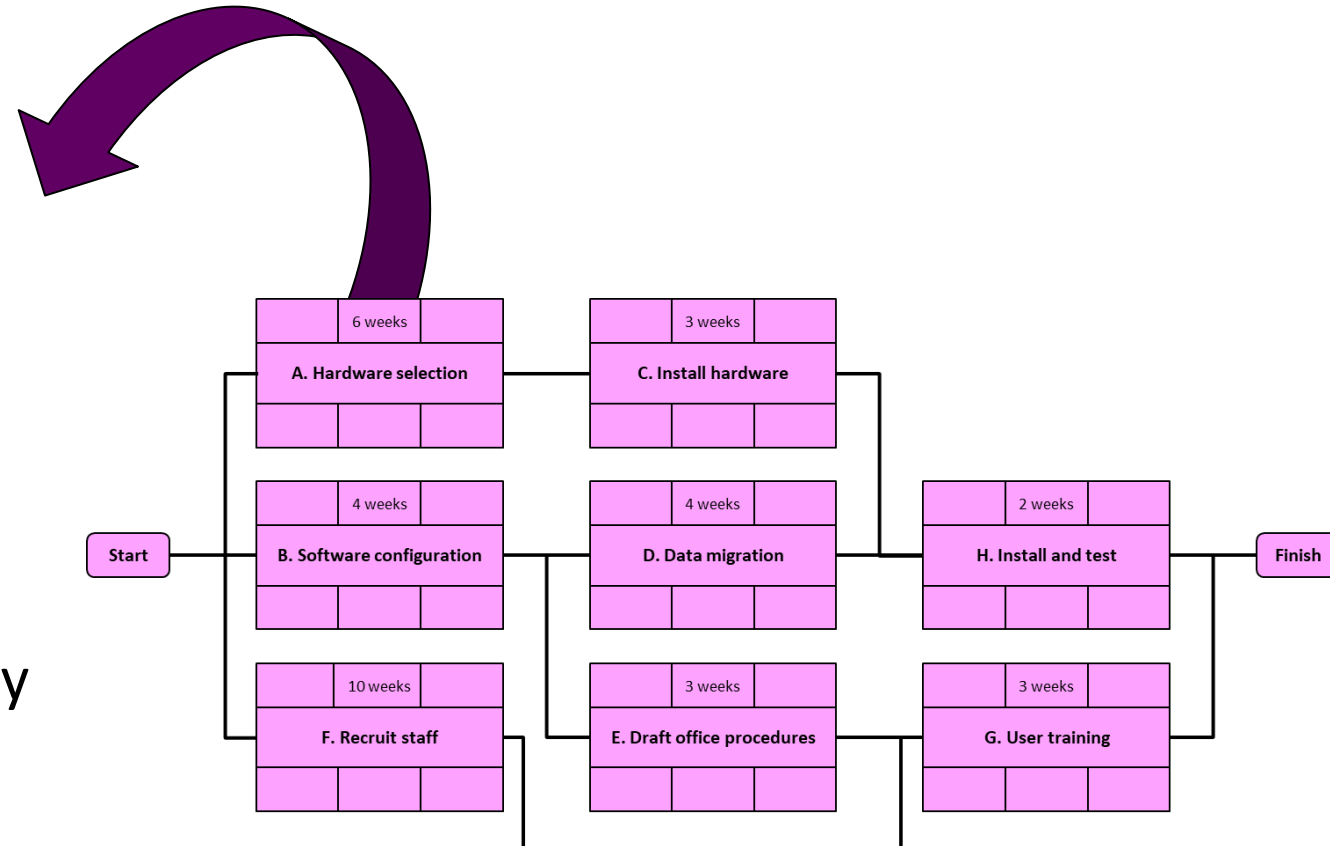 6 weeks
3 weeks
A. Hardware selection
C. Install hardware
4 weeks
4 weeks
2 weeks
Start
B. Software configuration
D. Data migration
H. Install and test
Finish
y
10 weeks
3 weeks
3 weeks
F. Recruit staff
E. Draft office procedures
G. User training